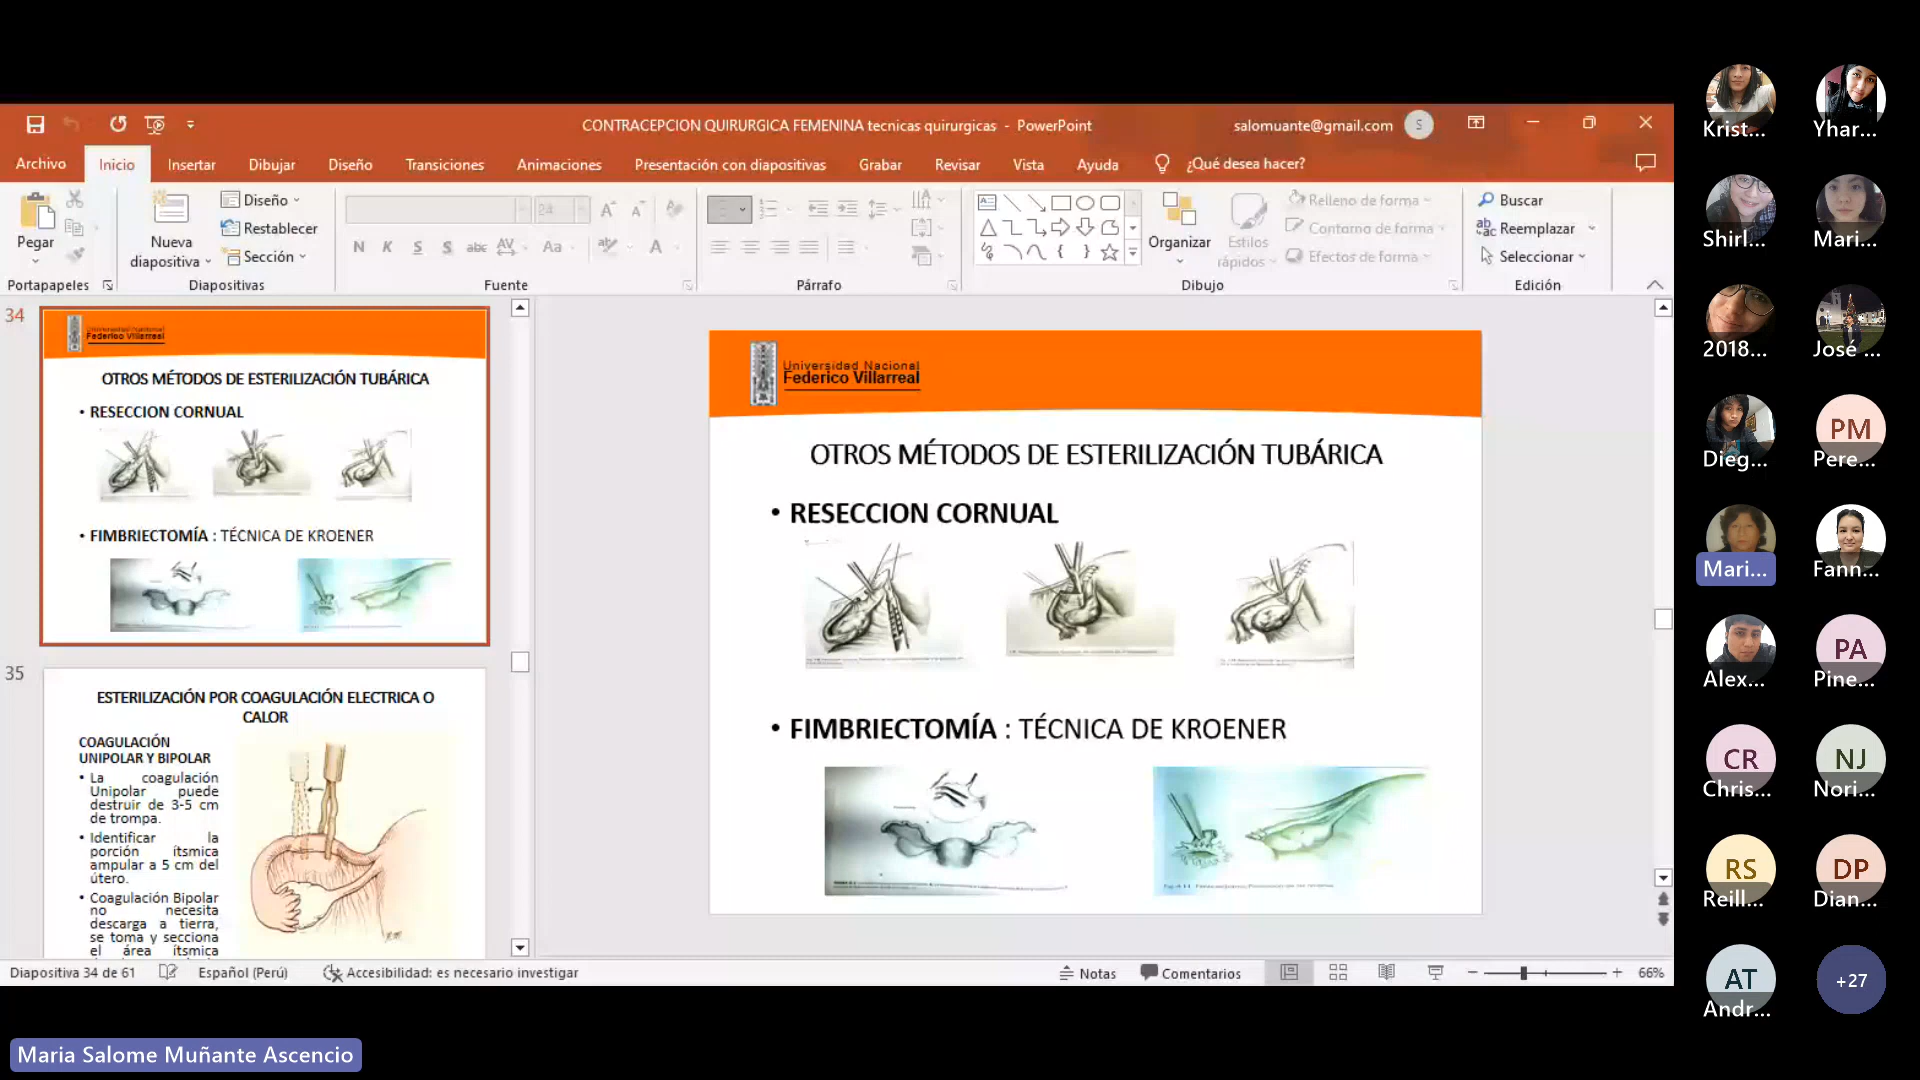 CONTRACEPCION QUIRURGICA FEMENINA tecnicas quirurgicas - PowerPoint
salomuante@gmail.com
S
Archivo
Inicio
Insertar
Dibujar
Diseño
Transiciones
Animaciones
Presentación con diapositivas
Grabar
Revisar
Vista
Ayuda
¿Qué desea hacer?
Pegar
Nueva
diapositiva
Diseño
Restablecer
Sección
24
N K S S abc AV Aa A
Organizar
Estilos
rápidos
Relleno de forma
Contorno de forma
Efectos de forma
Buscar
Reemplazar
Seleccionar
Portapapeles
Diapositivas
Fuente
Párrafo
Dibujo
Edición
34
Universidad Nacional
Federico Villarreal
OTROS MÉTODOS DE ESTERILIZACIÓN TUBÁRICA
• RESECCION CORNUAL
• FIMBRIECTOMÍA : TÉCNICA DE KROENER
35
ESTERILIZACIÓN POR COAGULACIÓN ELECTRICA O
CALOR
COAGULACIÓN
UNIPOLAR Y BIPOLAR
• La coagulación
Unipolar puede
destruir de 3-5 cm
de trompa.
• Identificar la
porción ítsmica
ampular a 5 cm del
útero.
• Coagulación Bipolar
no necesita
descarga a tierra,
se toma y secciona
el área ítsmica
Universidad Nacional
Federico Villarreal
OTROS MÉTODOS DE ESTERILIZACIÓN TUBÁRICA
• RESECCION CORNUAL
• FIMBRIECTOMÍA : TÉCNICA DE KROENER
Diapositiva 34 de 61
Español (Perú)
Accesibilidad: es necesario investigar
Notas
Comentarios
66%
Maria Salome Muñante Ascencio
Krist...
Yhar...
Shirl...
Mari...
2018...
José ...
Dieg...
PM
Pere...
Mari...
Fann...
Alex...
PA
Pine...
CR
Chris...
NJ
Nori...
RS
Reill...
DP
Dian...
AT
Andr...
+27